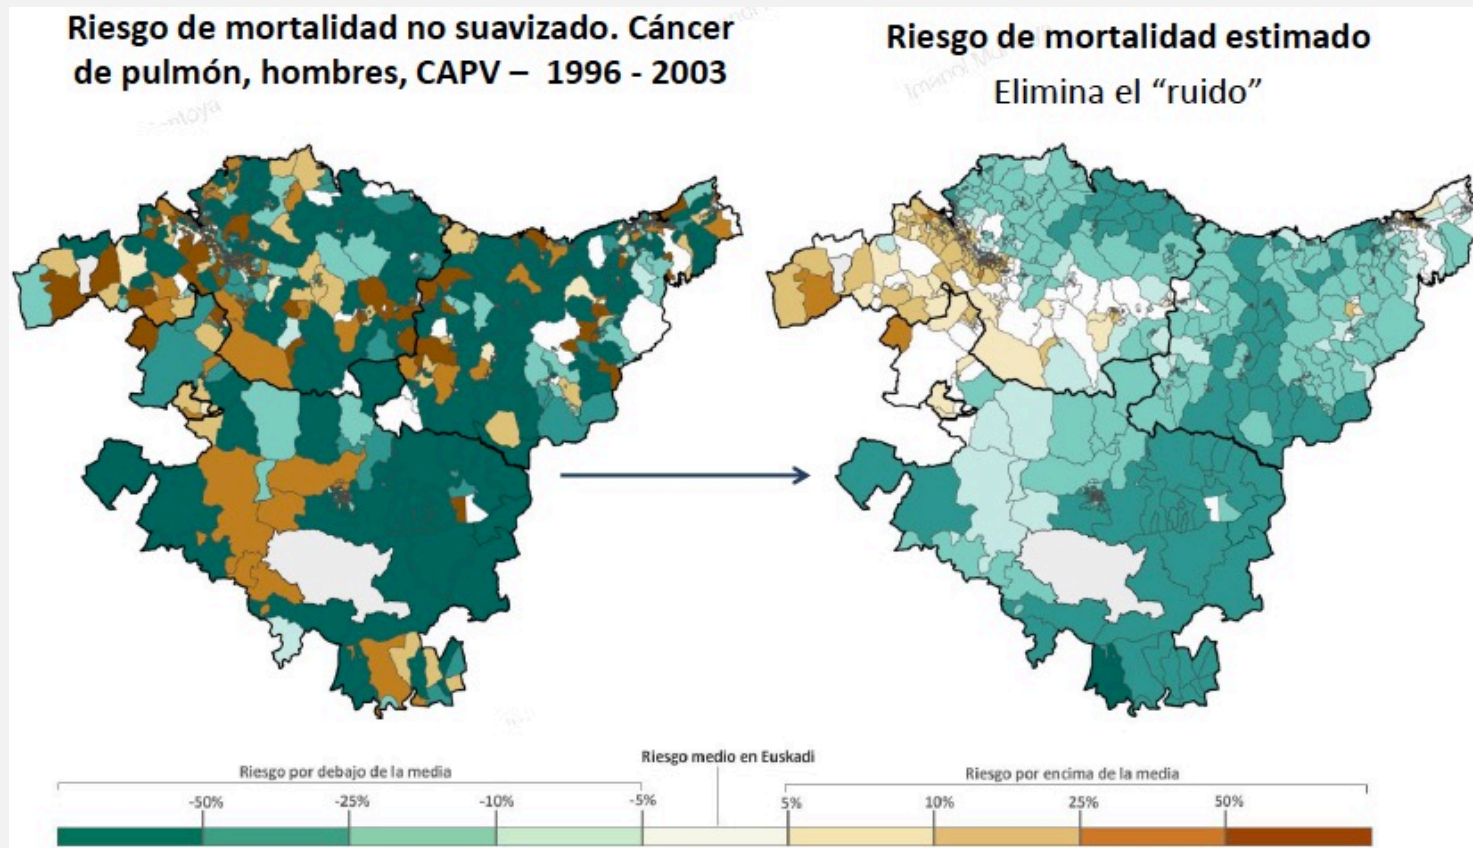 Riesgo de mortalidad no suavizado. Cáncer
de pulmón, hombres, CAPV – 1996 - 2003
Riesgo de mortalidad estimado
Elimina el “ruido”
Riesgo medio en Euskadi
Riesgo por debajo de la media
Riesgo por encima de la media
-50% -25% -10% -5% 5% 10% 25% 50%